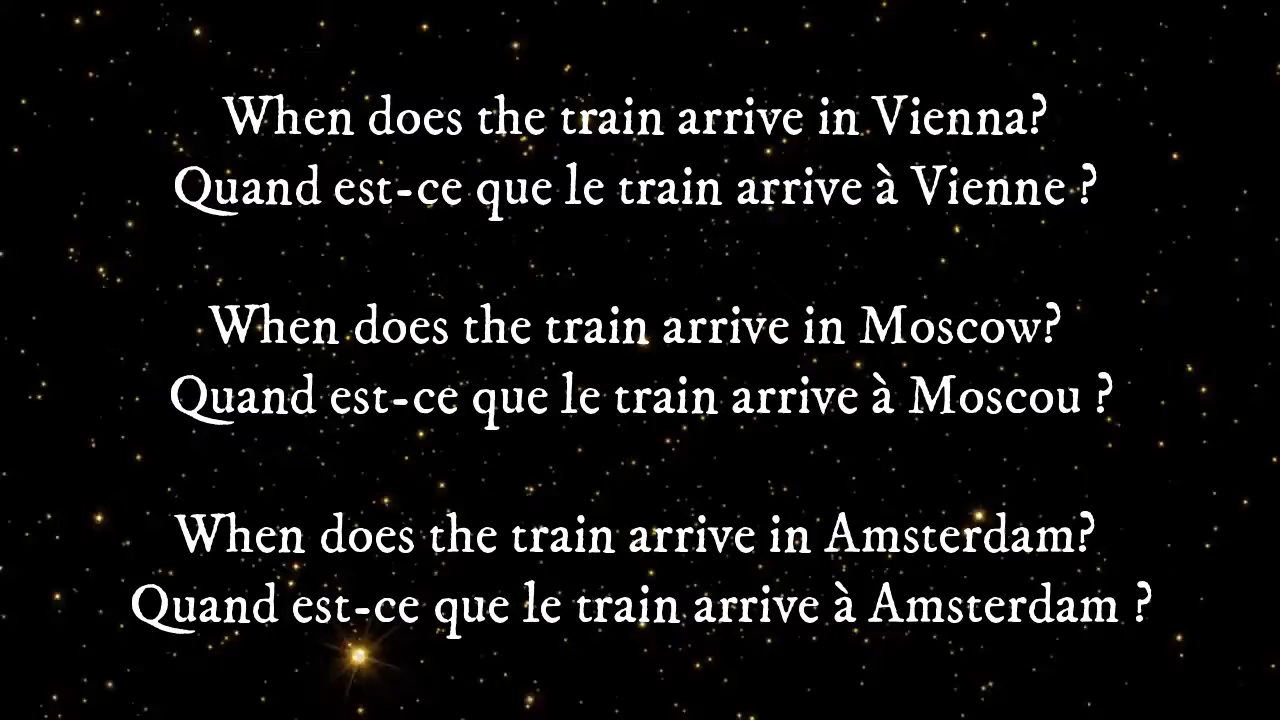 When does the train arrive in Vienna?
Quand est-ce que le train arrive à Vienne ?
When does the train arrive in Moscow?
Quand est-ce que le train arrive à Moscou ?
When does the train arrive in Amsterdam?
Quand est-ce que le train arrive à Amsterdam ?